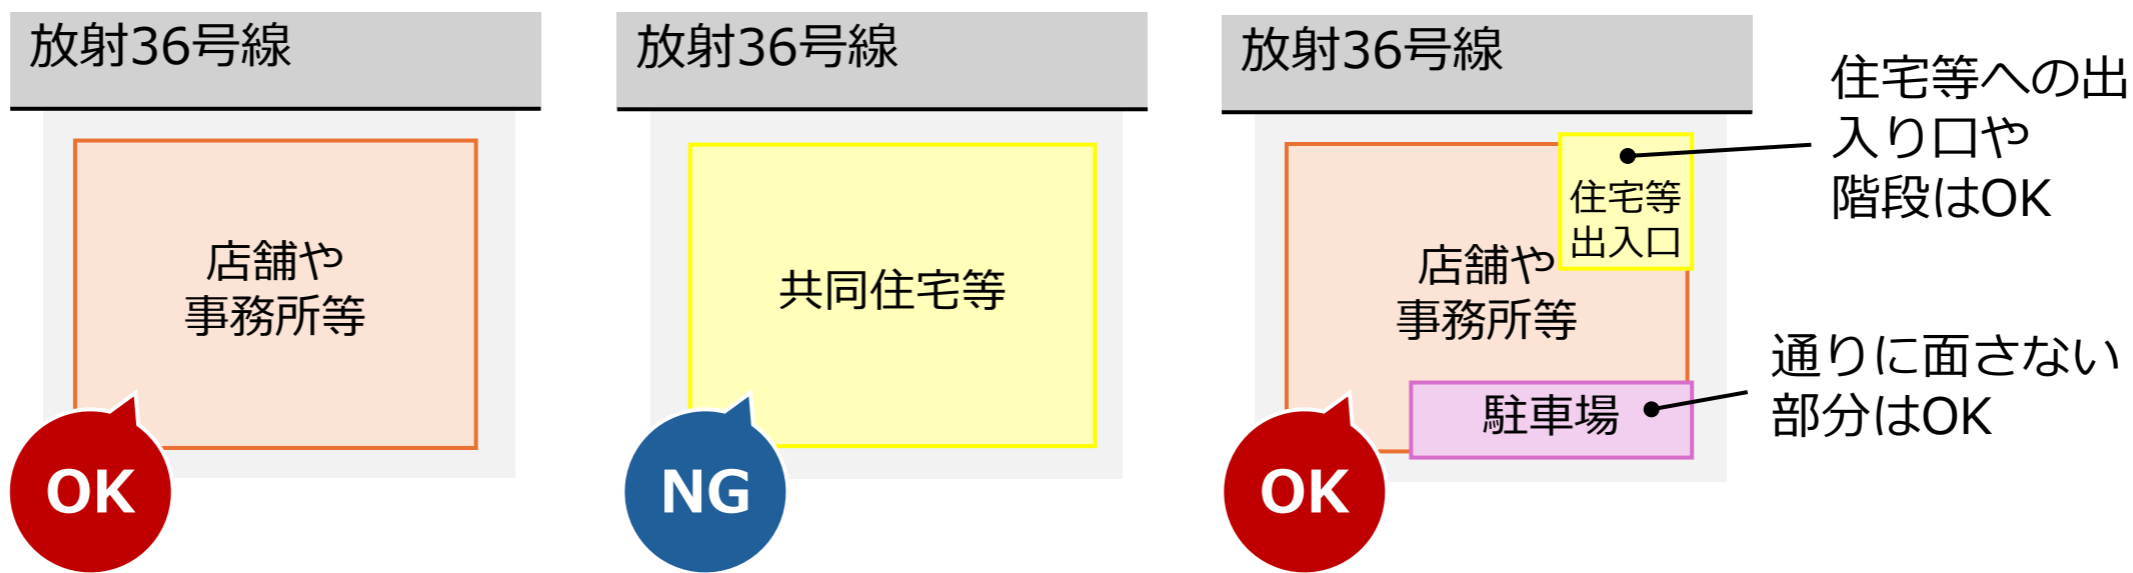 放射36号線
店舗や
事務所等
OK
放射36号線
共同住宅等
NG
放射36号線
住宅等
出入口
店舗や
事務所等
駐車場
OK
住宅等への出
入り口や
階段はOK
通りに面さない
部分はOK